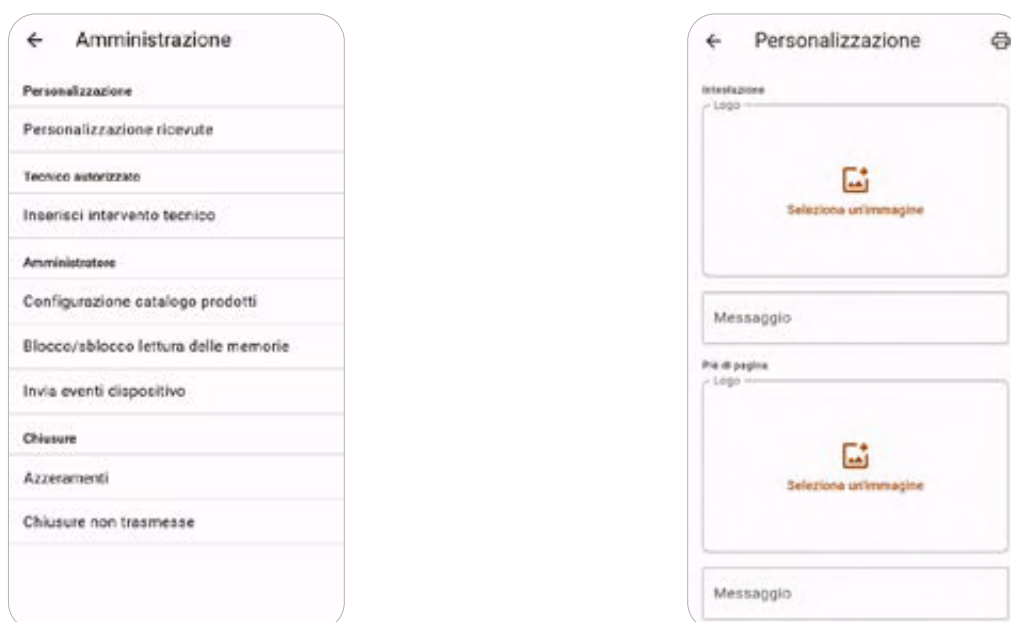 Amministrazione
Personalizzazione
Personalizzazione ricevute
Tecnico autorizzato
Inserisci intervento tecnico
Amministratore
Configurazione catalogo prodotti
Blocco/sblocco lettura delle memorie
Invia eventi dispositivo
Chiusure
Azzeramenti
Chiusure non trasmesse
Personalizzazione
Intestazione
Logo
Seleziona un'immagine
Messaggio
Piè di pagina
Logo
Seleziona un'immagine
Messaggio